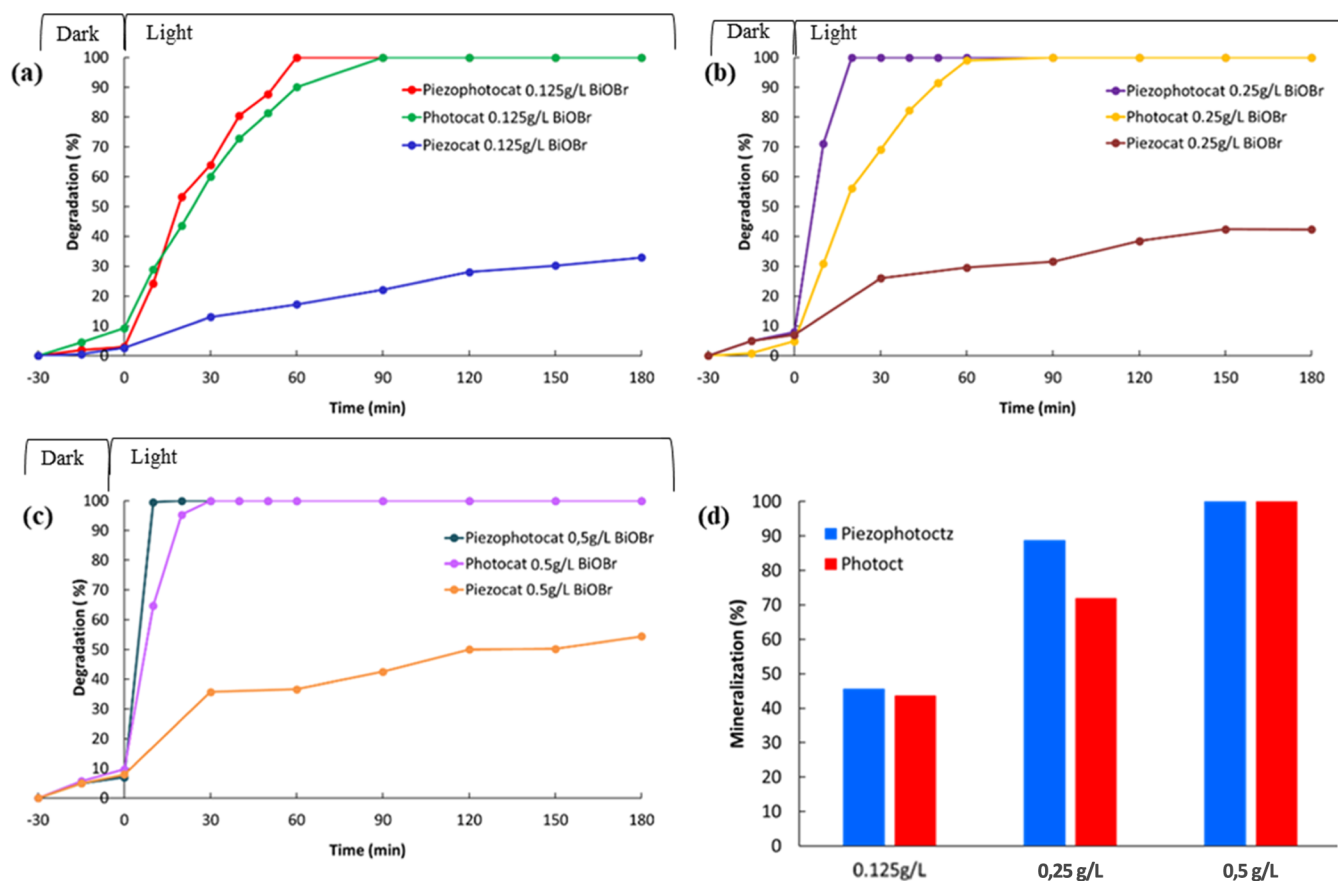 Dark Light
(a)
100
90
80
70
60
50
40
30
20
10
0
Degradation ( %)
Piezophotocat 0.125g/L BiOBr
Photocat 0.125g/L BiOBr
Piezocat 0.125g/L BiOBr
-30 0 30 60 90 120 150 180
Time (min)
Dark Light
(b)
100
90
80
70
60
50
40
30
20
10
0
Degradation ( %)
Piezophotocat 0.25g/L BiOBr
Photocat 0.25g/L BiOBr
Piezocat 0.25g/L BiOBr
-30 0 30 60 90 120 150 180
Time (min)
Dark Light
(c)
100
90
80
70
60
50
40
30
20
10
0
Degradation ( %)
Piezophotocat 0,5g/L BiOBr
Photocat 0.5g/L BiOBr
Piezocat 0.5g/L BiOBr
-30 0 30 60 90 120 150 180
Time (min)
(d)
100
90
80
70
60
50
40
30
20
10
0
Mineralization (%)
Piezophotoctz
Photoct
0.125g/L 0,25 g/L 0,5 g/L